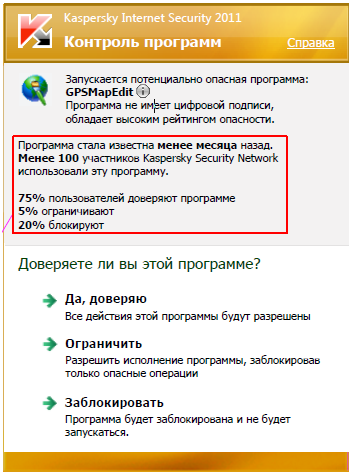 Kaspersky Internet Security 2011
Контроль программ
Справка
Запускается потенциально опасная программа:
GPSMapEdit
Программа не имеет цифровой подписи,
обладает высоким рейтингом опасности.
Программа стала известна менее месяца назад.
Менее 100 участников Kaspersky Security Network
использовали эту программу.
75% пользователей доверяют программе
5% ограничивают
20% блокируют
Доверяете ли вы этой программе?
Да, доверяю
Все действия этой программы будут разрешены
Ограничить
Разрешить исполнение программы, заблокировав
только опасные операции
Заблокировать
Программа будет заблокирована и не будет
запускаться.